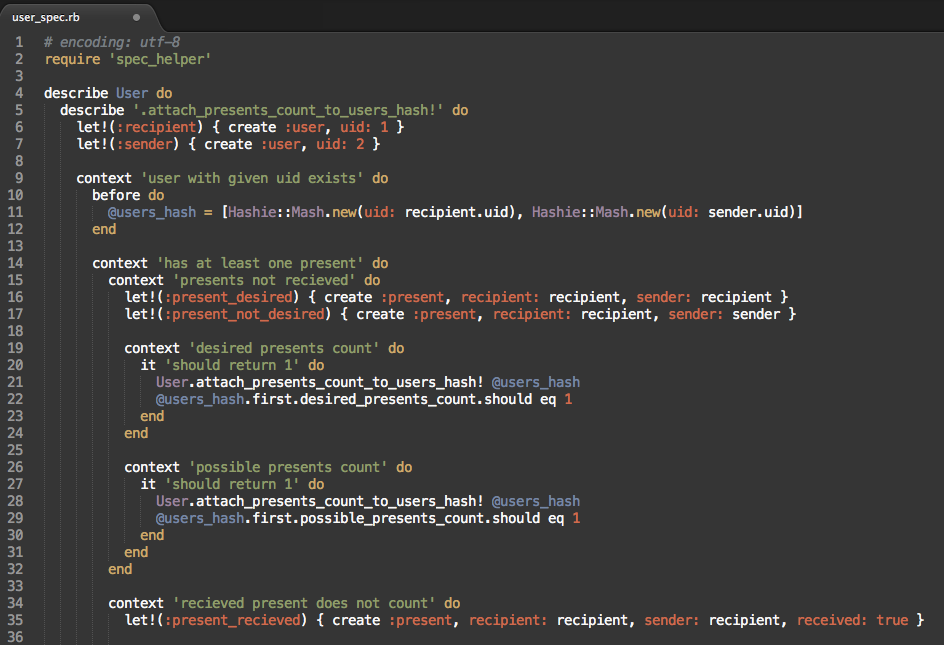 user_spec.rb
1 # encoding: utf-8
2 require 'spec_helper'
3
4 describe User do
5   describe '.attach_presents_count_to_users_hash!' do
6     let!(:recipient) { create :user, uid: 1 }
7     let!(:sender) { create :user, uid: 2 }
8
9     context 'user with given uid exists' do
10       before do
11         @users_hash = [Hashie::Mash.new(uid: recipient.uid), Hashie::Mash.new(uid: sender.uid)]
12       end
13
14       context 'has at least one present' do
15         context 'presents not recieved' do
16           let!(:present_desired) { create :present, recipient: recipient, sender: recipient }
17           let!(:present_not_desired) { create :present, recipient: recipient, sender: sender }
18
19           context 'desired presents count' do
20             it 'should return 1' do
21               User.attach_presents_count_to_users_hash! @users_hash
22               @users_hash.first.desired_presents_count.should eq 1
23             end
24           end
25
26           context 'possible presents count' do
27             it 'should return 1' do
28               User.attach_presents_count_to_users_hash! @users_hash
29               @users_hash.first.possible_presents_count.should eq 1
30             end
31           end
32         end
33
34         context 'recieved present does not count' do
35           let!(:present_recieved) { create :present, recipient: recipient, sender: recipient, received: true }
36